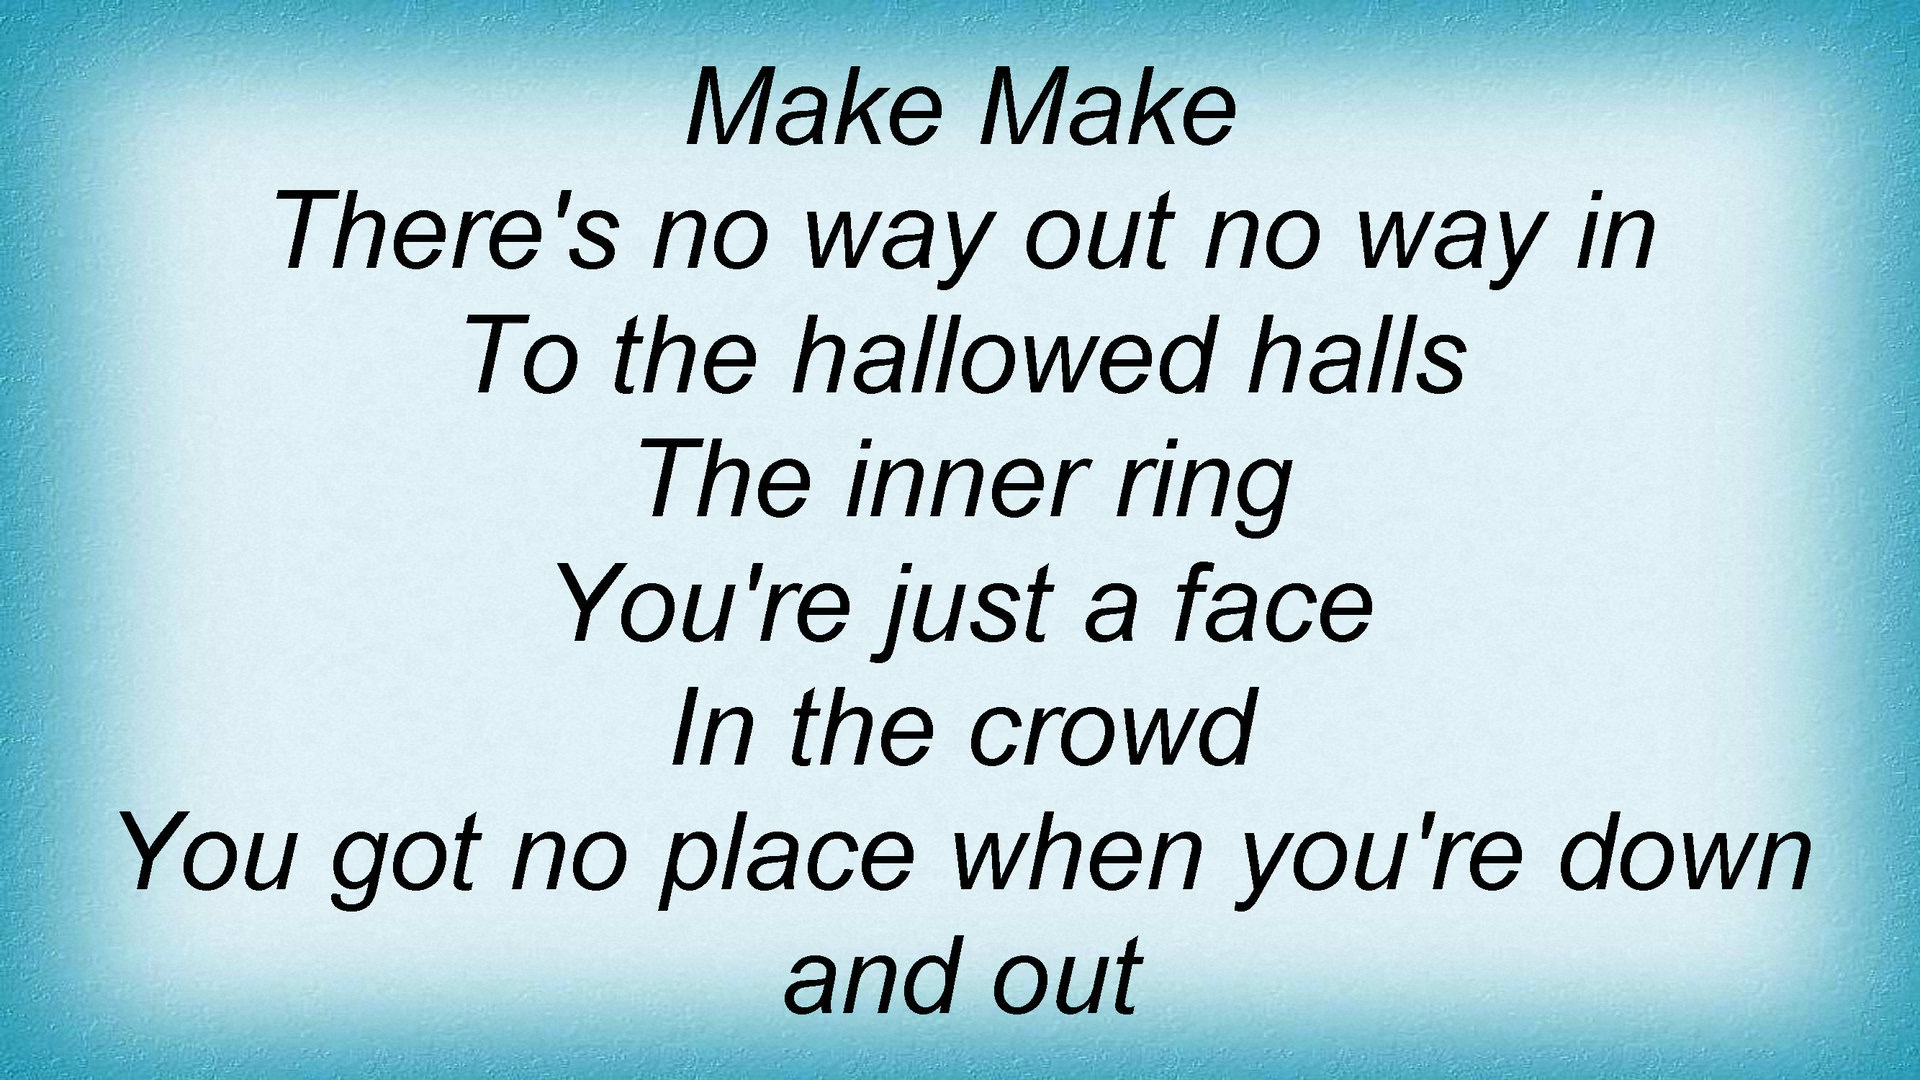 Make Make
There's no way out no way in
To the hallowed halls
The inner ring
You're just a face
In the crowd
You got no place when you're down
and out